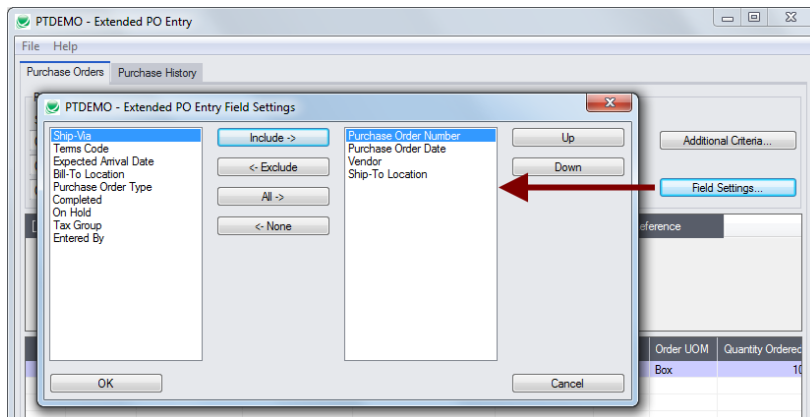 PTDEMO - Extended PO Entry
File Help
Purchase Orders Purchase History
PTDEMO - Extended PO Entry Field Settings
Ship-Via
Terms Code
Expected Arrival Date
Bill-To Location
Purchase Order Type
Completed
On Hold
Tax Group
Entered By
Include ->
<- Exclude
All ->
<- None
Purchase Order Number
Purchase Order Date
Vendor
Ship-To Location
Up
Down
Additional Criteria...
Field Settings...
Order UOM Quantity Ordered
Box 10
OK
Cancel